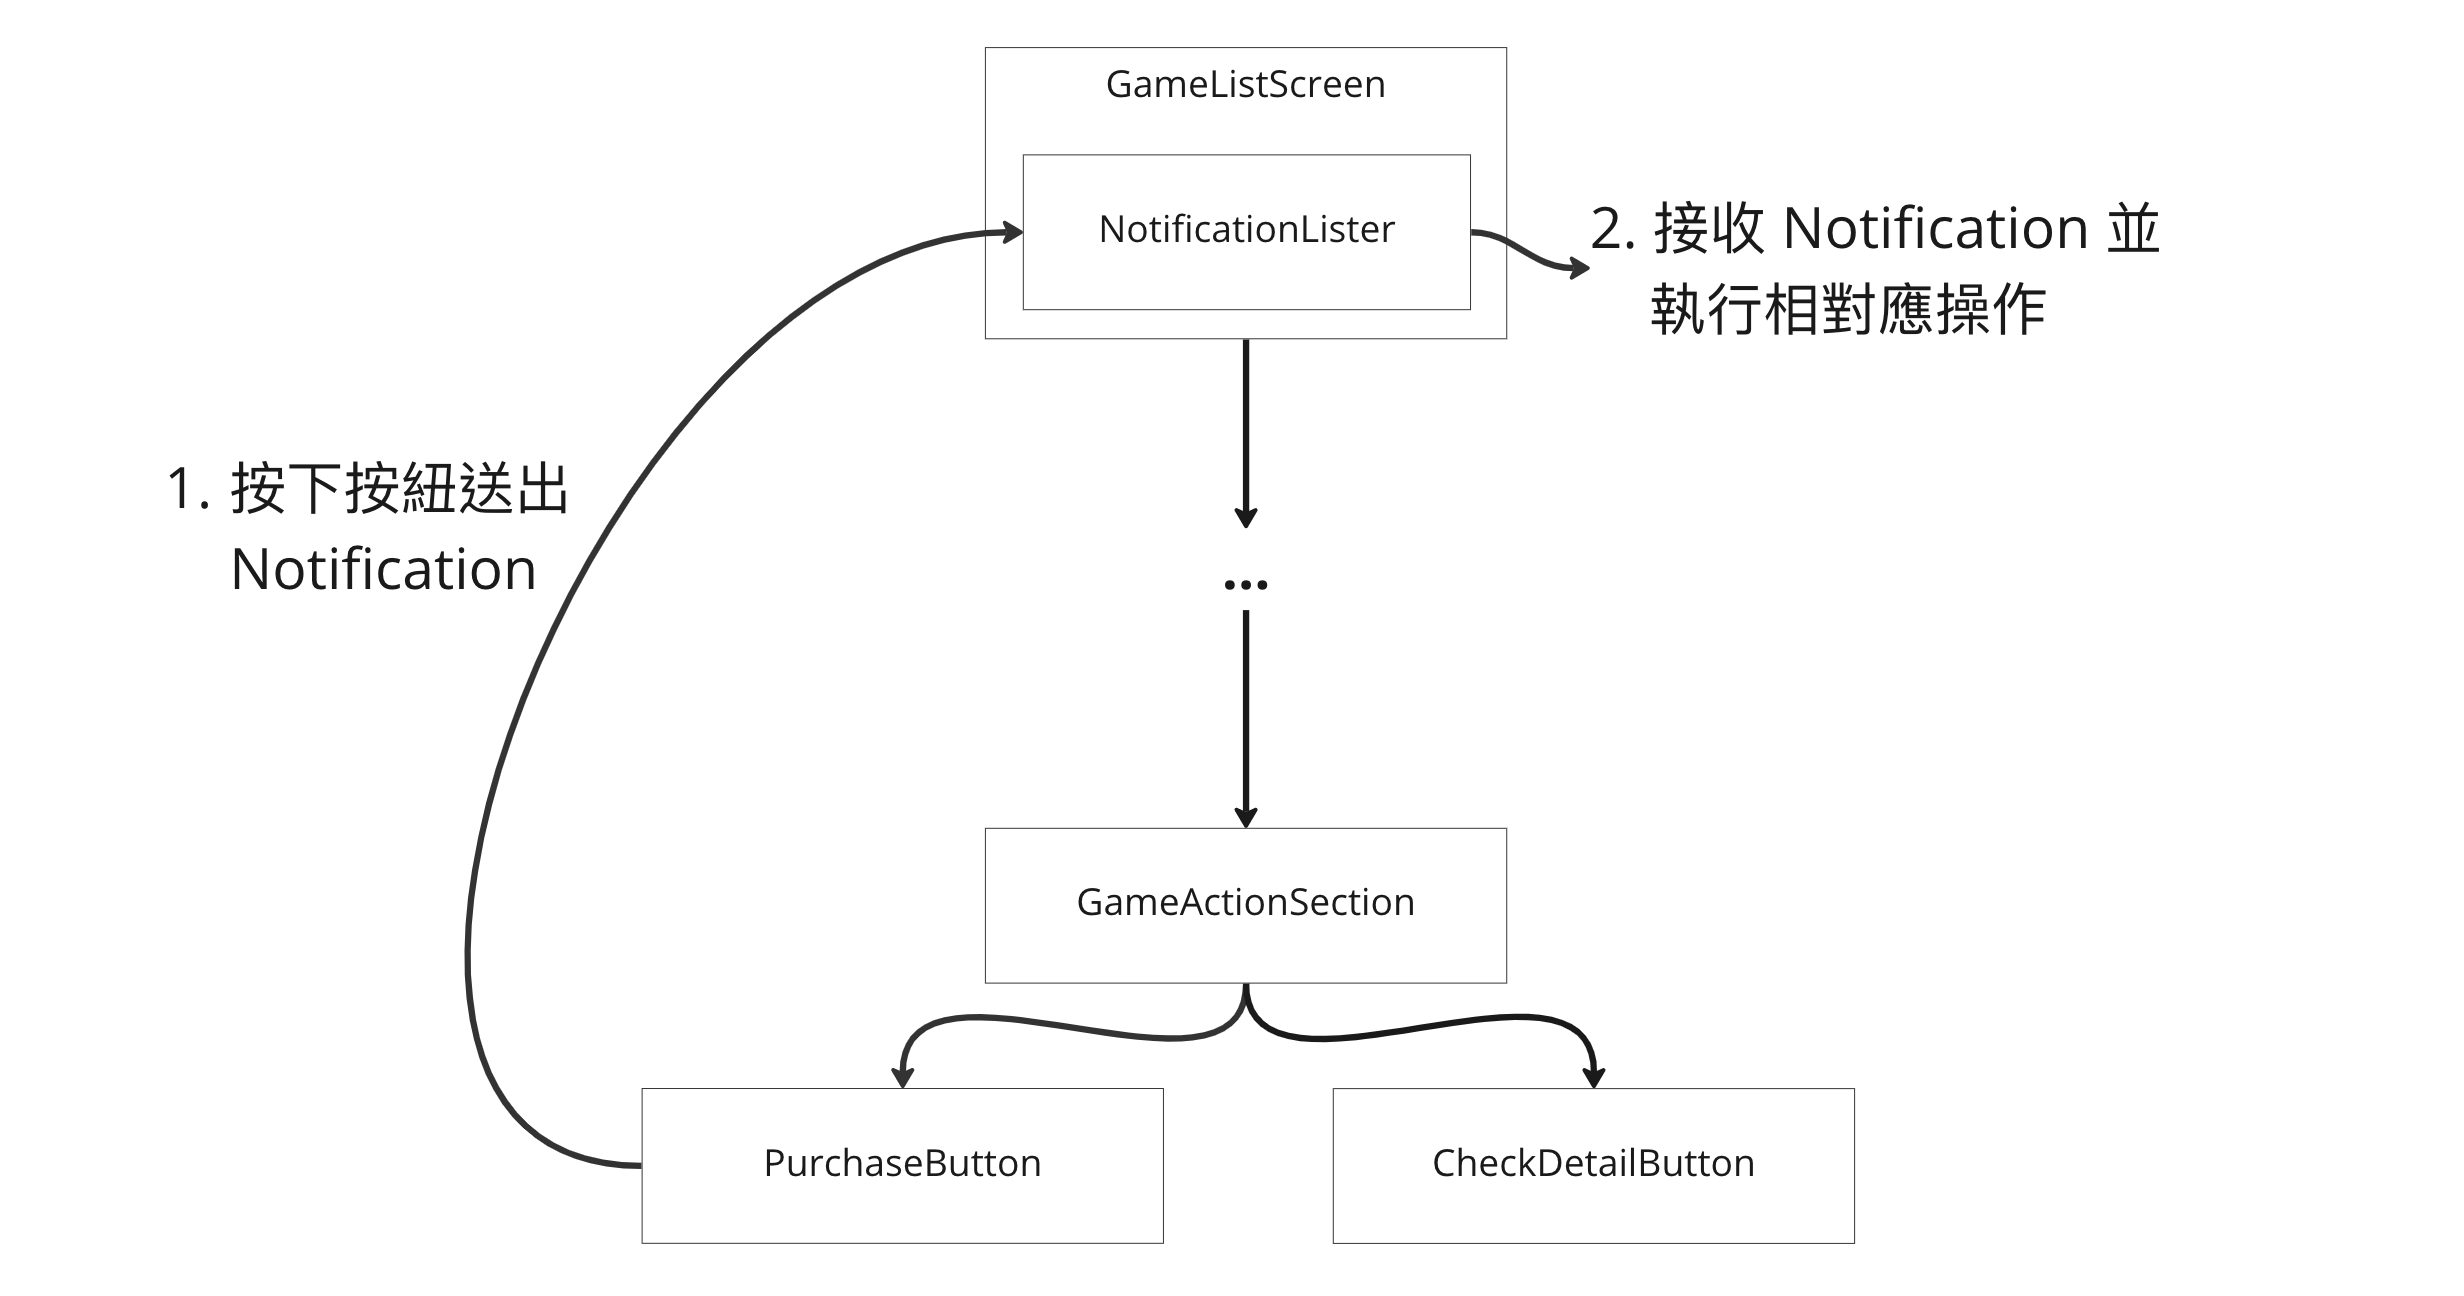 GameListScreen
NotificationLister
2. 接收 Notification 並
執行相對應操作
1. 按下按紐送出
Notification
...
GameActionSection
PurchaseButton
CheckDetailButton